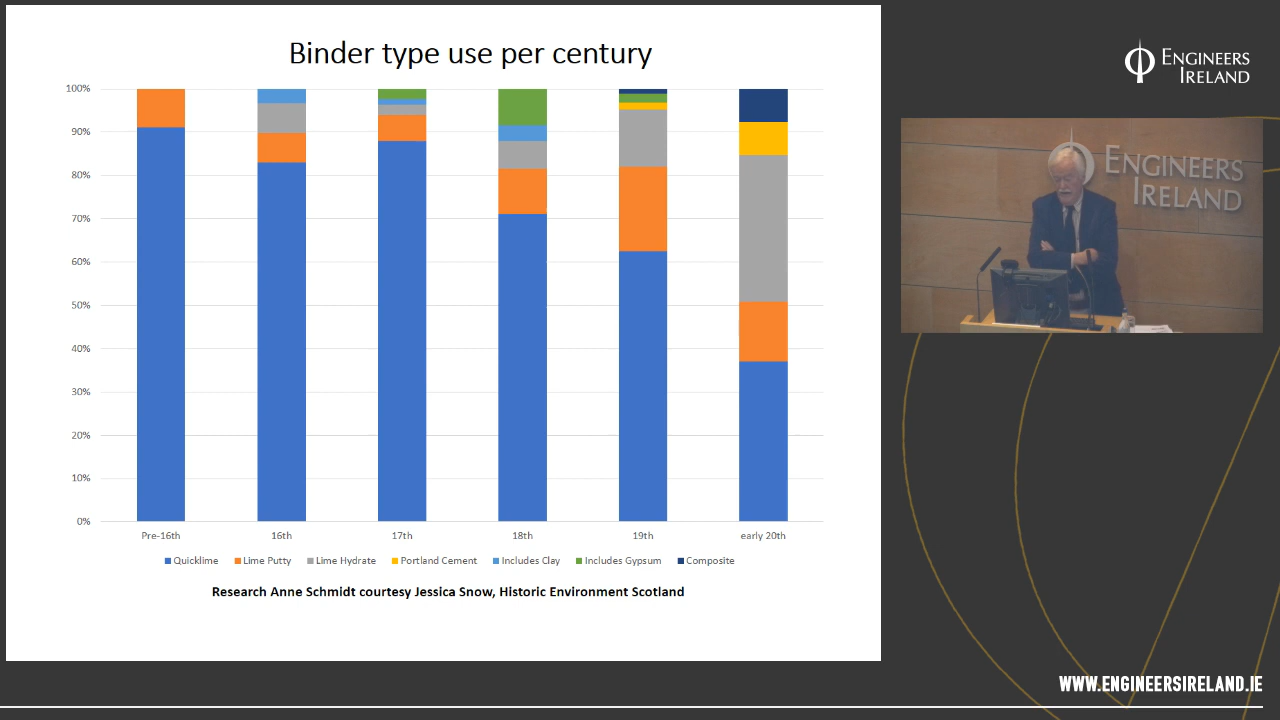 Binder type use per century
100%
90%
80%
70%
60%
50%
40%
30%
20%
10%
0%
Pre-16th 16th 17th 18th 19th early 20th
Quicklime Lime Putty Lime Hydrate Portland Cement Includes Clay Includes Gypsum Composite
Research Anne Schmidt courtesy Jessica Snow, Historic Environment Scotland
ENGINEERS
IRELAND
ENGINEERS
IRELAND
WWW.ENGINEERSIRELAND.IE